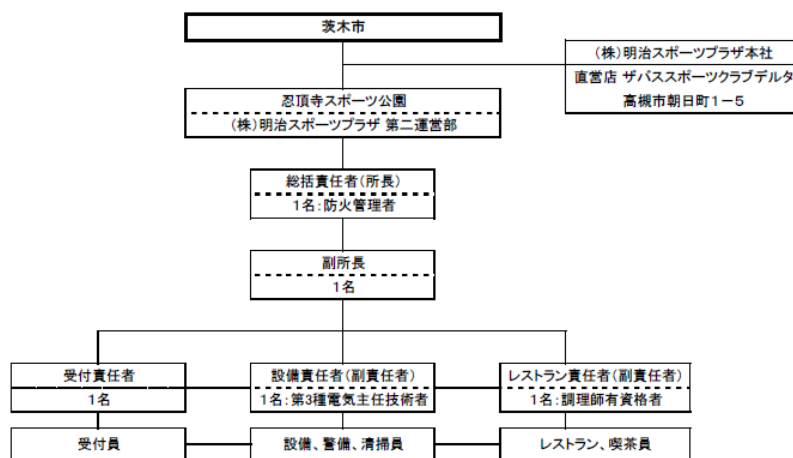 茨木市
(株)明治スポーツプラザ本社
直営店 ザバススポーツクラブデルタ
高槻市朝日町1-5
忍頂寺スポーツ公園
(株)明治スポーツプラザ 第二運営部
総括責任者(所長)
1名:防火管理者
副所長
1名
受付責任者
1名
設備責任者(副責任者)
1名:第3種電気主任技術者
レストラン責任者(副責任者)
1名:調理師有資格者
受付員
設備、警備、清掃員
レストラン、喫茶員